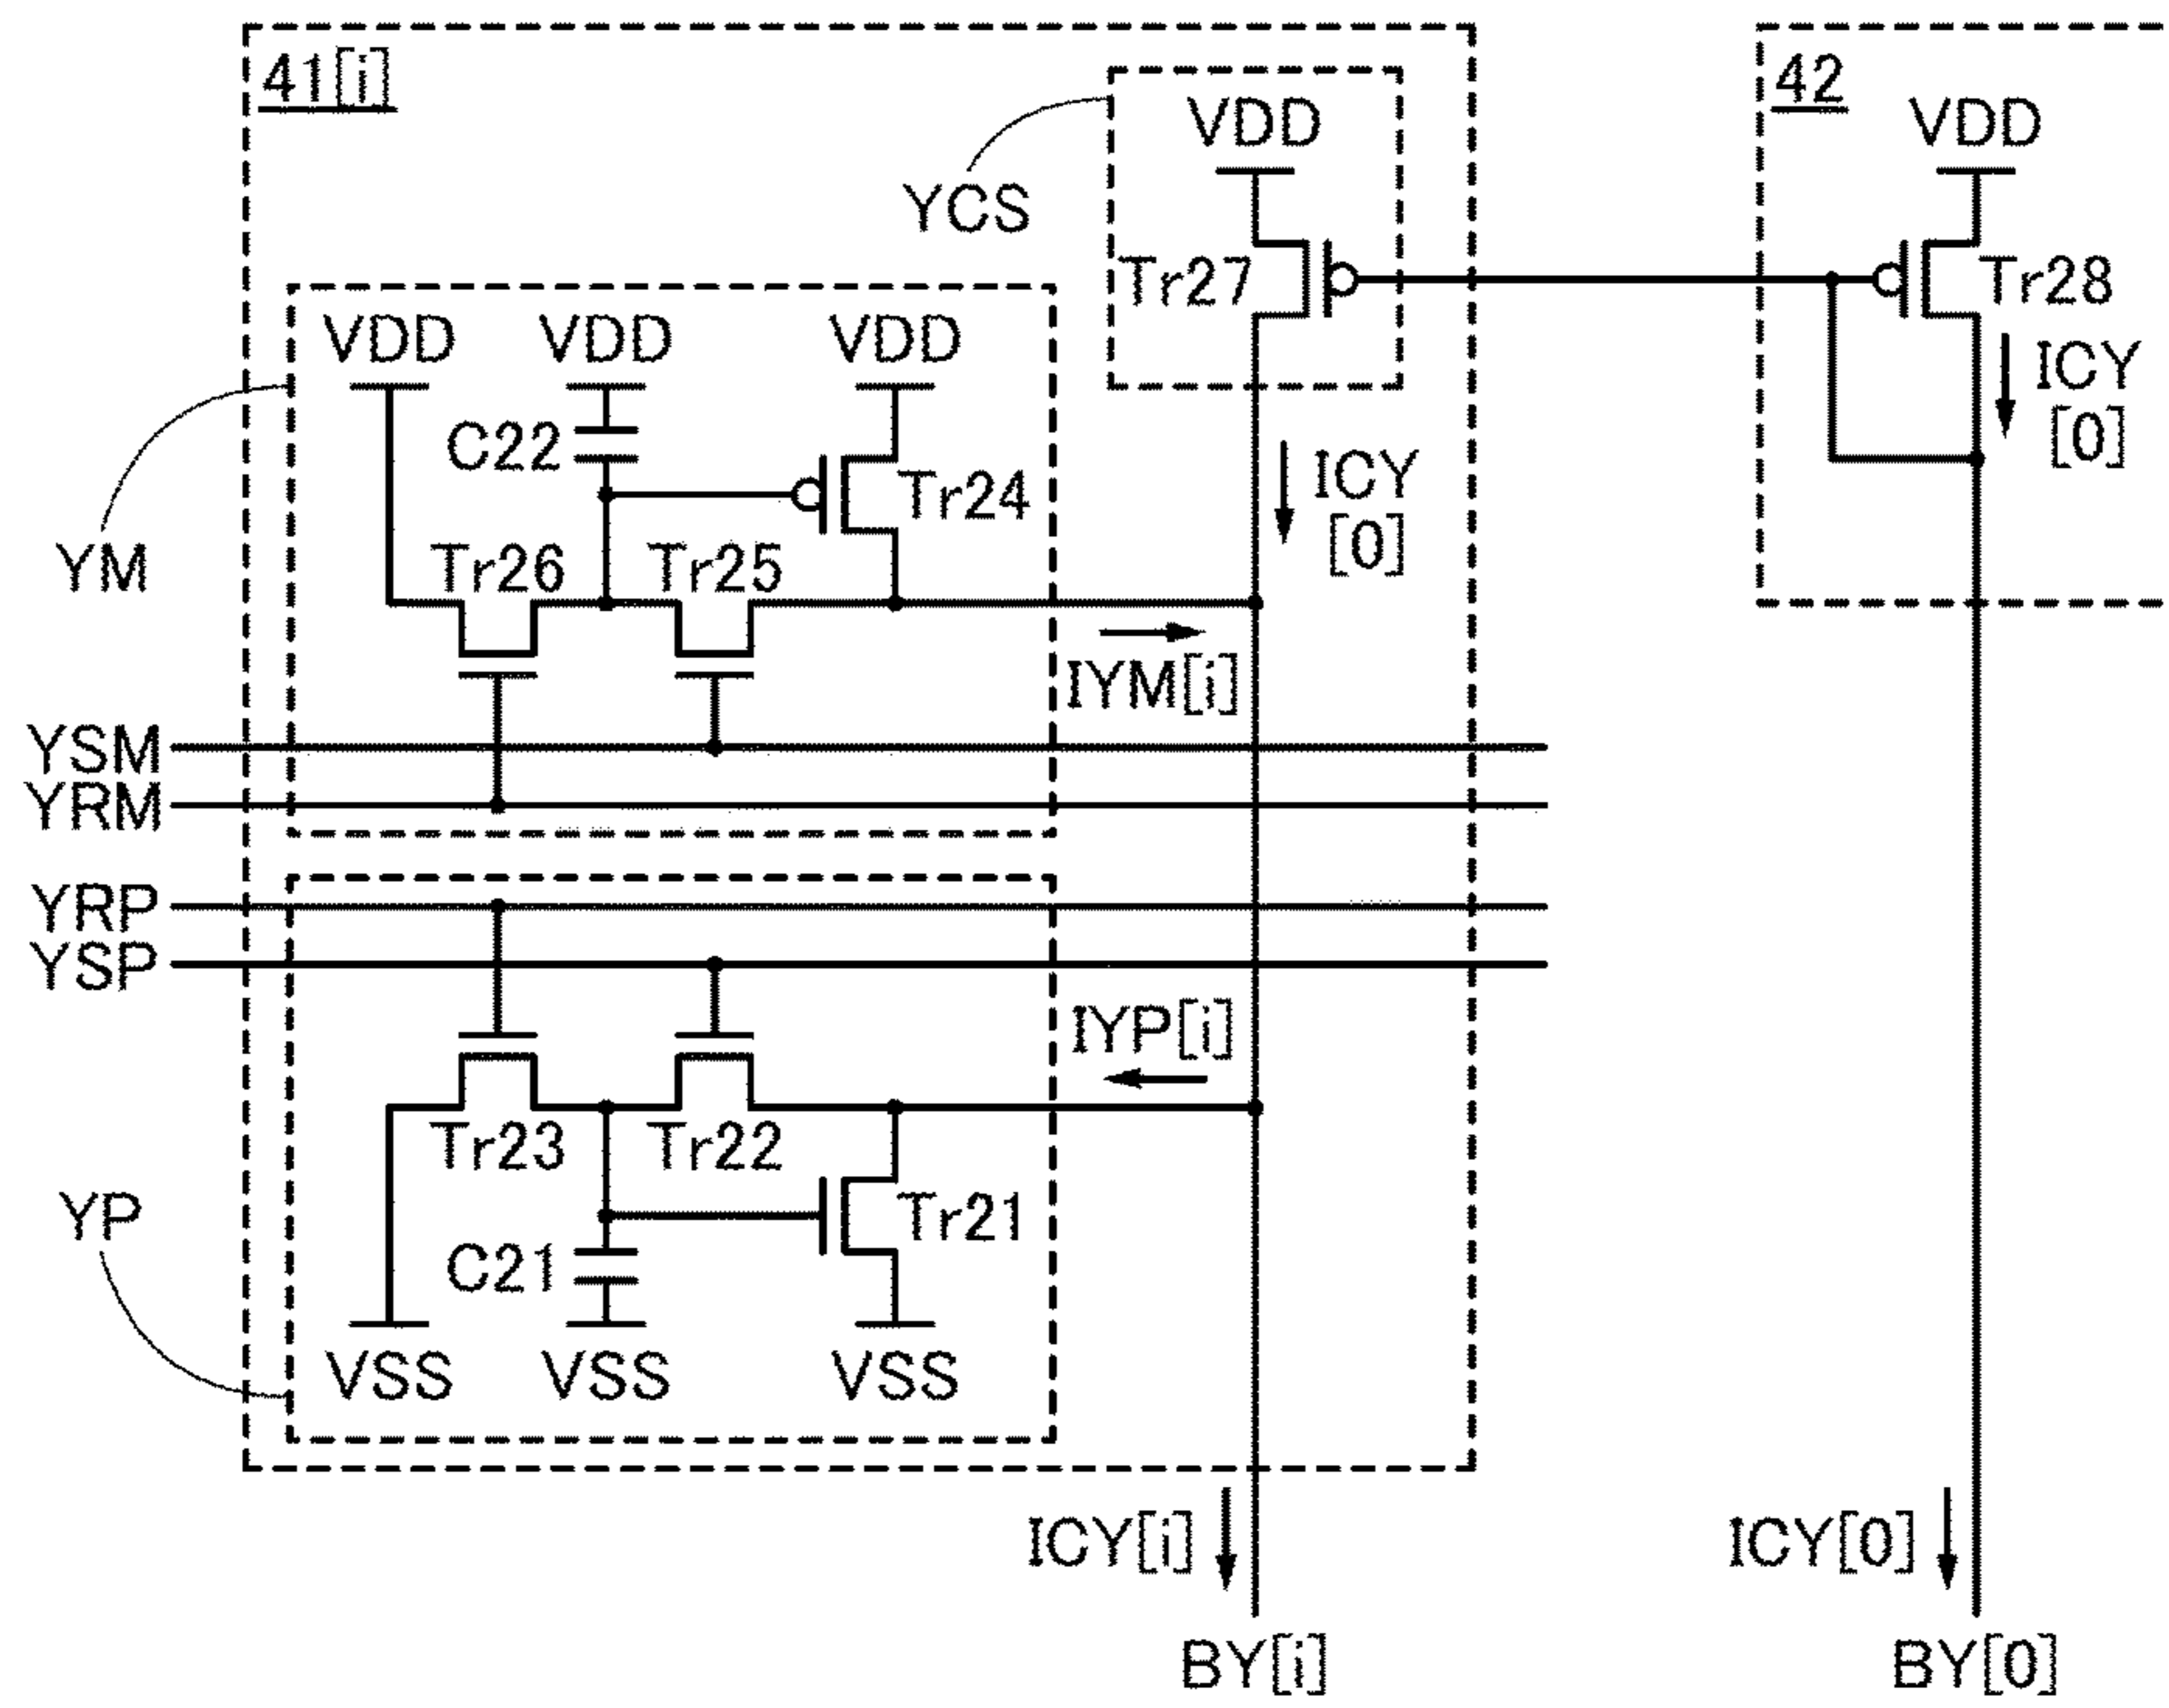 41[i]
42
VDD
VDD
YCS
Tr27
Tr28
VDD
VDD
VDD
ICY
[0]
C22
Tr24
ICY
[0]
YM
Tr26
Tr25
IYM[i]
YSM
YRM
YRP
YSP
IYP[i]
Tr23
Tr22
YP
Tr21
C21
VSS
VSS
VSS
ICY[i]
ICY[0]
BY[i]
BY[0]